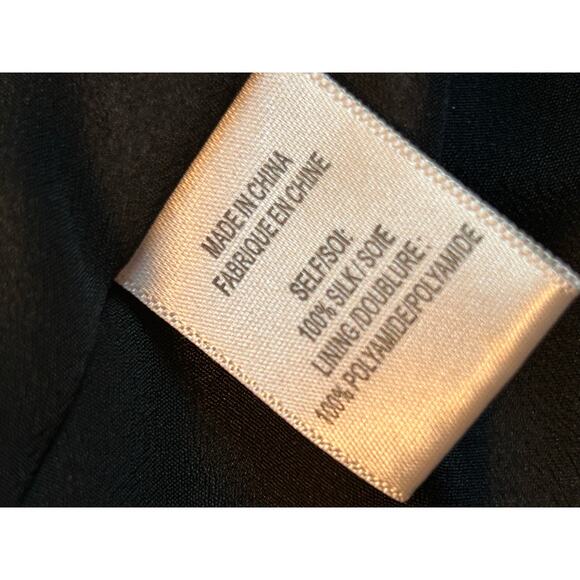 MADE IN CHINA
FABRIQUE EN CHINE
SELF/SOI:
100% SILK/ SOIE
LINING / DOUBLURE :
100% POLYAMIDE/POLYAMIDE